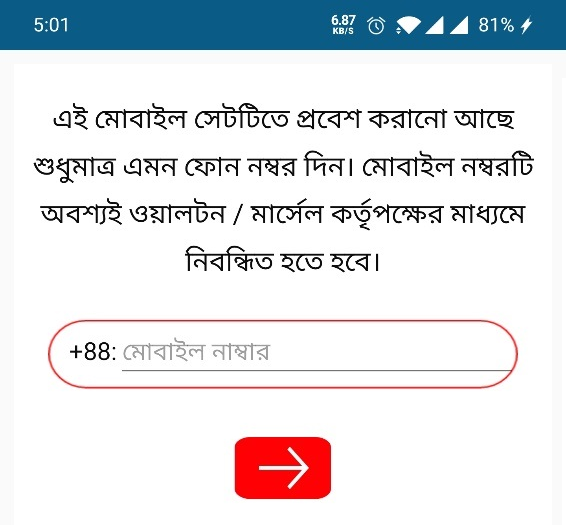 5:01 6.87 KB/S 81%
এই মোবাইল সেটটিতে প্রবেশ করানো আছে
শুধুমাত্র এমন ফোন নম্বর দিন। মোবাইল নম্বরটি
অবশ্যই ওয়ালটন / মার্সেল কর্তৃপক্ষের মাধ্যমে
নিবন্ধিত হতে হবে।
+88: মোবাইল নাম্বার